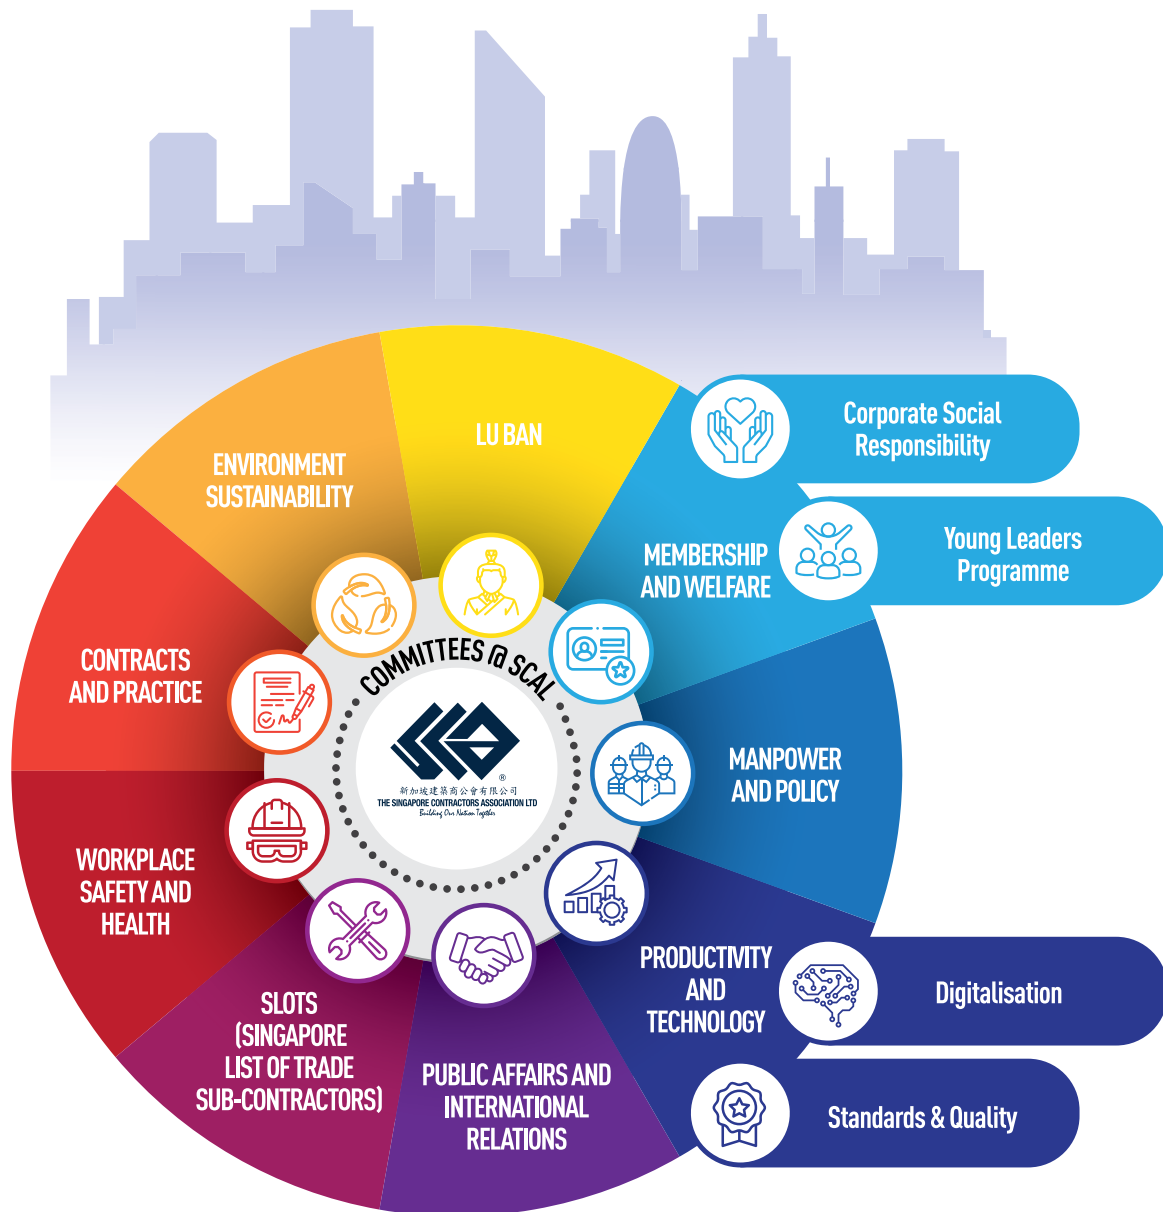 LU BAN
ENVIRONMENT
SUSTAINABILITY
CONTRACTS
AND PRACTICE
WORKPLACE
SAFETY AND
HEALTH
SLOTS
(SINGAPORE
LIST OF TRADE
SUB-CONTRACTORS)
PUBLIC AFFAIRS AND
INTERNATIONAL
RELATIONS
PRODUCTIVITY
AND
TECHNOLOGY
MANPOWER
AND POLICY
MEMBERSHIP
AND WELFARE
Corporate Social
Responsibility
Young Leaders
Programme
Digitalisation
Standards & Quality
COMMITTEES @ SCAL
®
新加坡建築商公會有限公司
THE SINGAPORE CONTRACTORS ASSOCIATION LTD
Building Our Nation Together